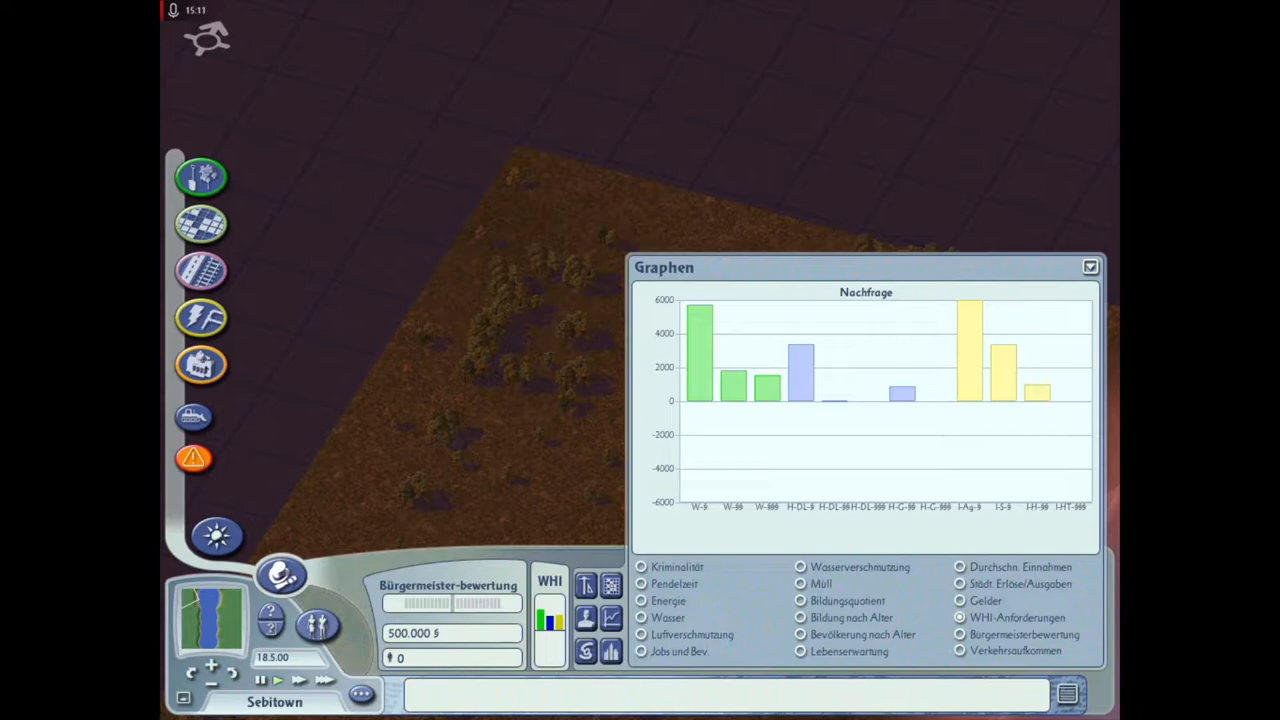 15:11
Graphen
Nachfrage
6000
4000
2000
0
-2000
-4000
-6000
W-§ W-§§ W-§§§ H-DL-§ H-DL-§§ H-DL-§§§ H-G-§§ H-G-§§§ I-Ag-§ I-S-§ I-H-§§ I-HT-§§§
Kriminalität
Pendelzeit
Energie
Wasser
Luftverschmutzung
Jobs und Bev.
Wasserverschmutzung
Müll
Bildungsquotient
Bildung nach Alter
Bevölkerung nach Alter
Lebenserwartung
Durchschn. Einnahmen
Städt. Erlöse/Ausgaben
Gelder
WHI-Anforderungen
Bürgermeisterbewertung
Verkehrsaufkommen
Bürgermeister-bewertung
WHI
500.000 §
0
18.5.00
Sebitown